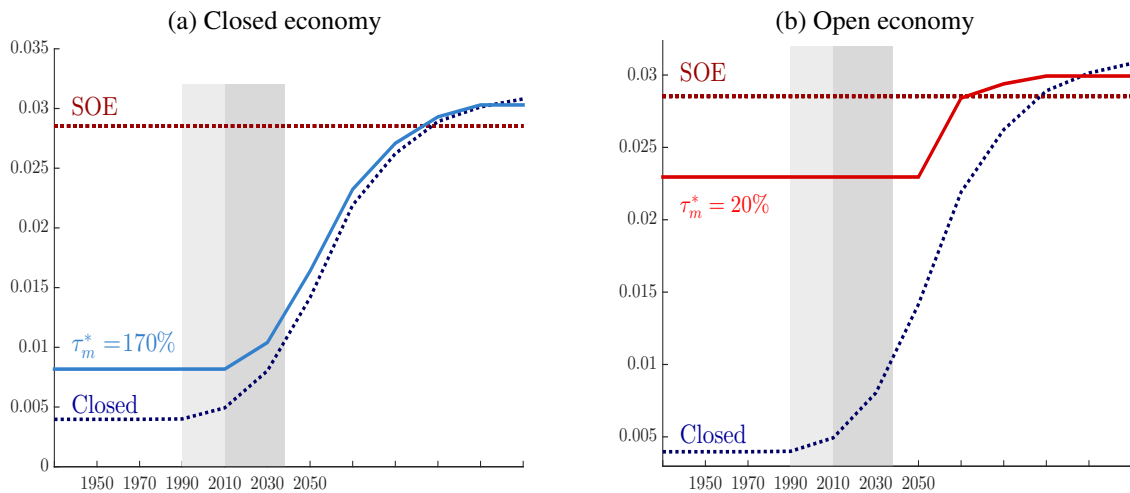 (a) Closed economy
0.035
0.03
0.025
0.02
0.015
0.01
0.005
0
SOE
τ*m =170%
Closed
1950 1970 1990 2010 2030 2050
(b) Open economy
0.03
0.025
0.02
0.015
0.01
0.005
SOE
τ*m = 20%
Closed
1950 1970 1990 2010 2030 2050